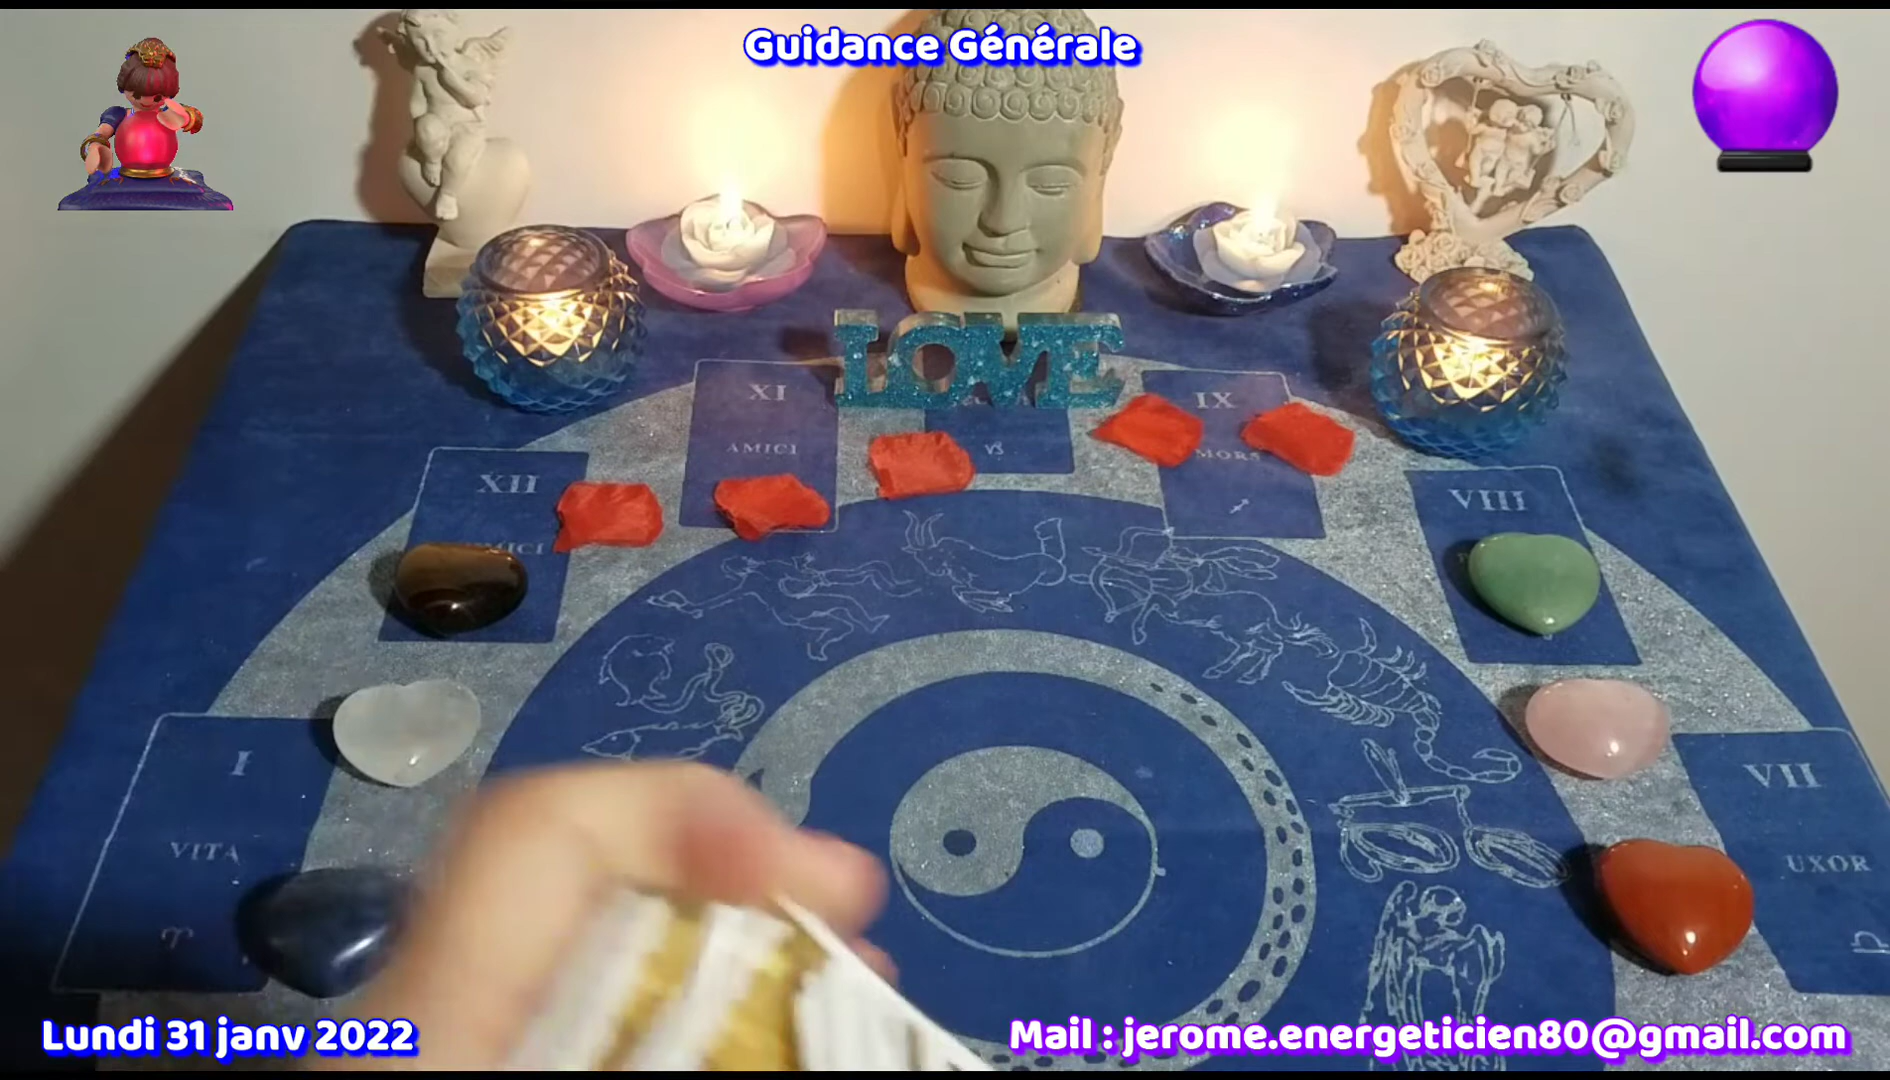 Guidance Générale
LOVE
XI
IX
AMICI
MORS
XII
VIII
I
VII
VITA
UXOR
Lundi 31 janv 2022
Mail : jerome.energeticien80@gmail.com